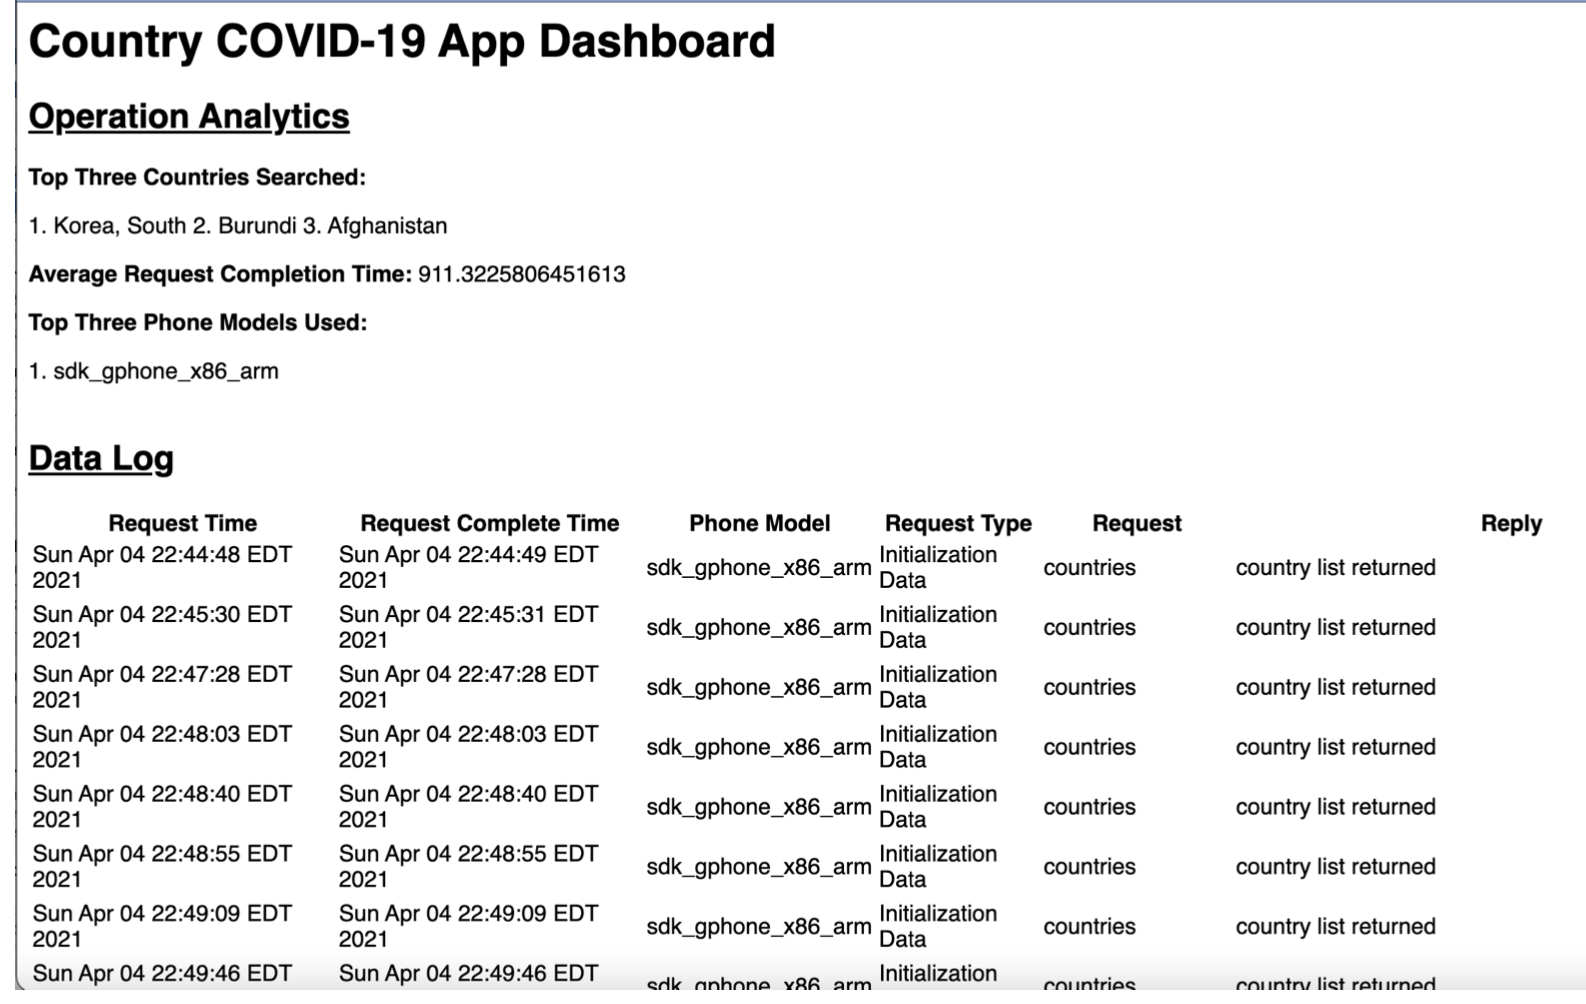 Country COVID-19 App Dashboard
Operation Analytics
Top Three Countries Searched:
1. Korea, South 2. Burundi 3. Afghanistan
Average Request Completion Time: 911.3225806451613
Top Three Phone Models Used:
1. sdk_gphone_x86_arm
Data Log
Request Time Request Complete Time Phone Model Request Type Request Reply
Sun Apr 04 22:44:48 EDT 2021 Sun Apr 04 22:44:49 EDT 2021 sdk_gphone_x86_arm Initialization Data countries country list returned
Sun Apr 04 22:45:30 EDT 2021 Sun Apr 04 22:45:31 EDT 2021 sdk_gphone_x86_arm Initialization Data countries country list returned
Sun Apr 04 22:47:28 EDT 2021 Sun Apr 04 22:47:28 EDT 2021 sdk_gphone_x86_arm Initialization Data countries country list returned
Sun Apr 04 22:48:03 EDT 2021 Sun Apr 04 22:48:03 EDT 2021 sdk_gphone_x86_arm Initialization Data countries country list returned
Sun Apr 04 22:48:40 EDT 2021 Sun Apr 04 22:48:40 EDT 2021 sdk_gphone_x86_arm Initialization Data countries country list returned
Sun Apr 04 22:48:55 EDT 2021 Sun Apr 04 22:48:55 EDT 2021 sdk_gphone_x86_arm Initialization Data countries country list returned
Sun Apr 04 22:49:09 EDT 2021 Sun Apr 04 22:49:09 EDT 2021 sdk_gphone_x86_arm Initialization Data countries country list returned
Sun Apr 04 22:49:46 EDT Sun Apr 04 22:49:46 EDT sdk_gphone_x86_arm Initialization countries country list returned